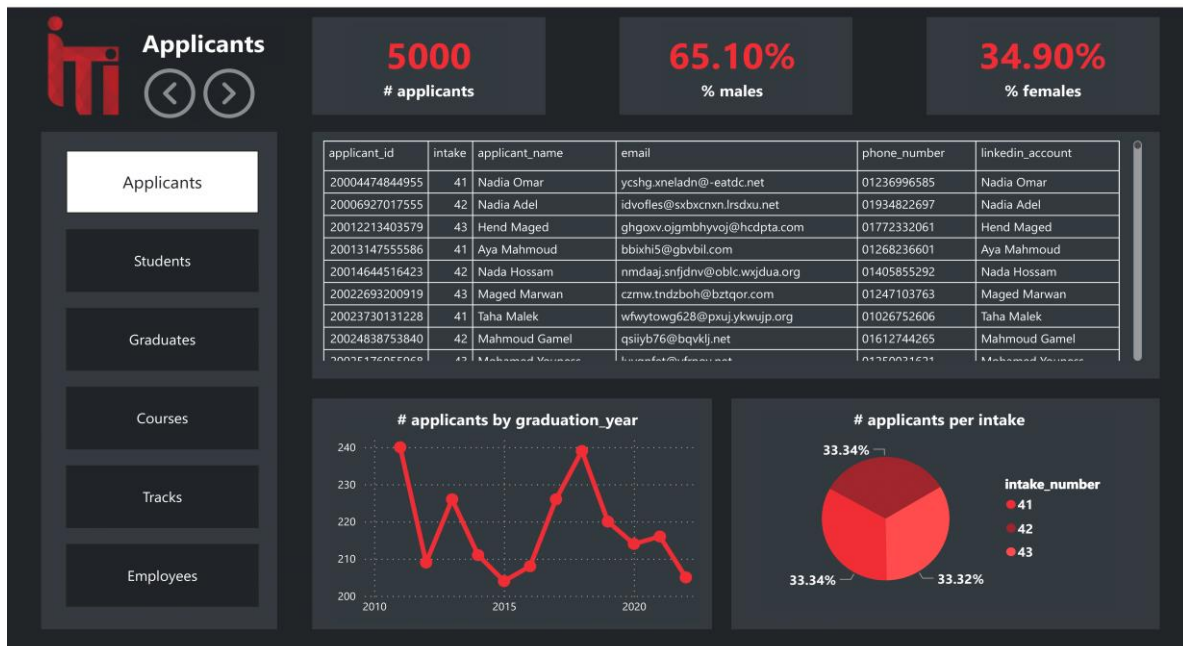 iTi
Applicants
5000
# applicants
65.10%
% males
34.90%
% females
Applicants
Students
Graduates
Courses
Tracks
Employees
applicant_id intake applicant_name email phone_number linkedin_account
20004474844955 41 Nadia Omar ycshg.xneladn@-eatdc.net 01236996585 Nadia Omar
20006927017555 42 Nadia Adel idvofles@sxbxcnxn.lrsdxu.net 01934822697 Nadia Adel
20012213403579 43 Hend Maged ghgoxv.ojgmbhyvoj@hcdpta.com 01772332061 Hend Maged
20013147555586 41 Aya Mahmoud bbixhi5@gbvbil.com 01268236601 Aya Mahmoud
20014644516423 42 Nada Hossam nmdaaj.snfjdnv@oblc.wxjdua.org 01405855292 Nada Hossam
20022693200919 43 Maged Marwan czmw.tndzboh@bztqor.com 01247103763 Maged Marwan
20023730131228 41 Taha Malek wfwytowg628@pxuj.ykwujp.org 01026752606 Taha Malek
20024838753840 42 Mahmoud Gamel qsiiyb76@bqvklj.net 01612744265 Mahmoud Gamel
# applicants by graduation_year
240
230
220
210
200
2010 2015 2020
# applicants per intake
33.34%
33.34%
33.32%
intake_number
41
42
43